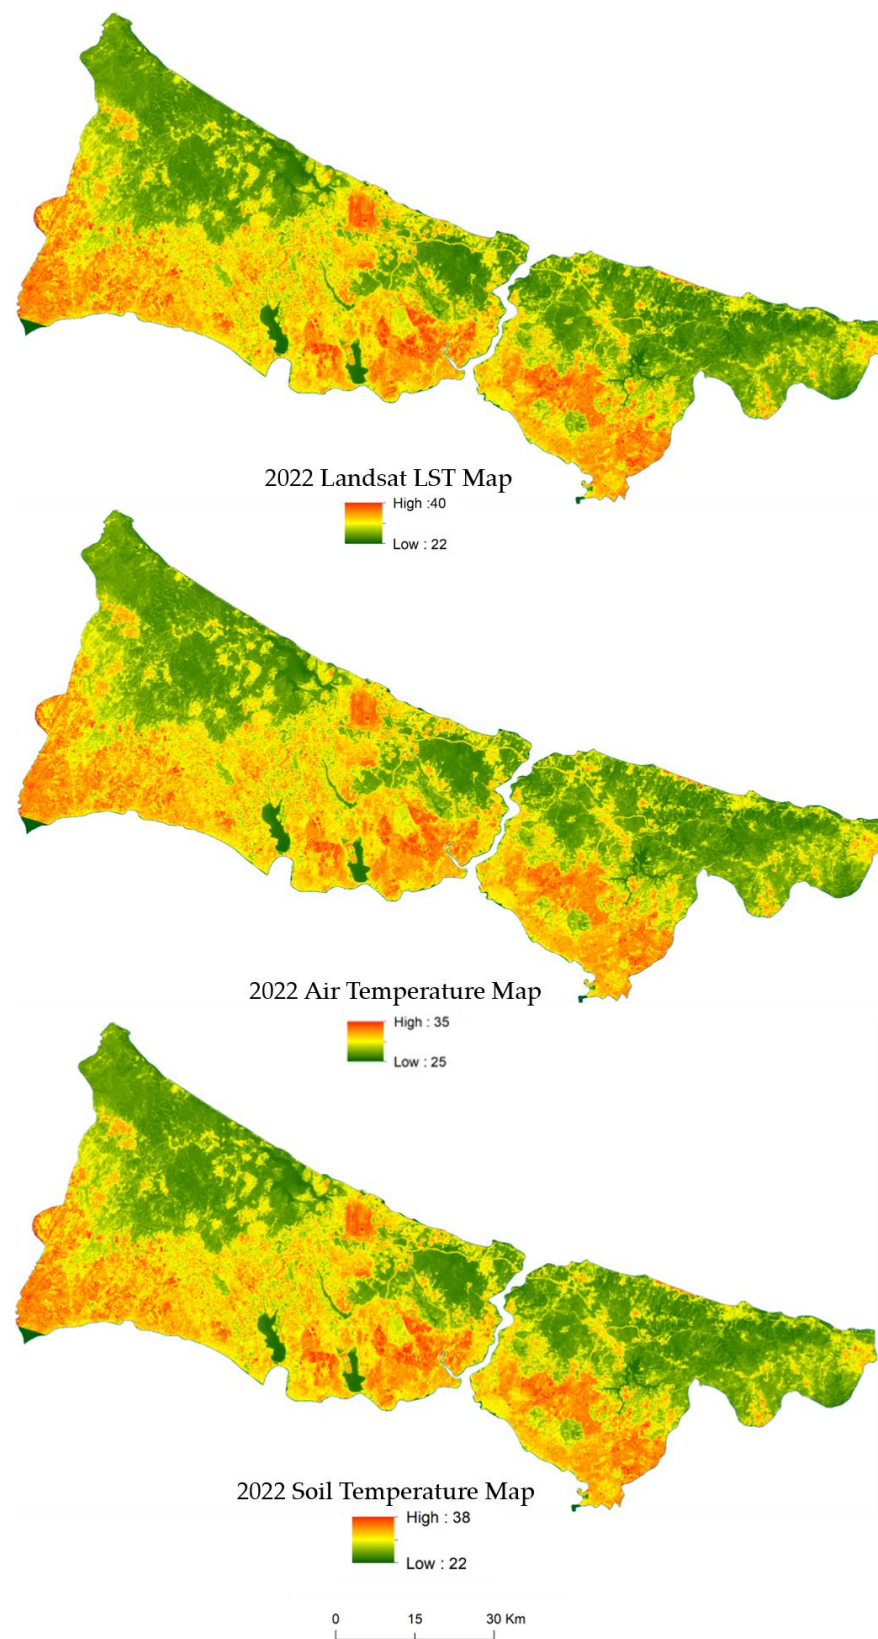 2022 Landsat LST Map
High :40
Low : 22
2022 Air Temperature Map
High : 35
Low : 25
2022 Soil Temperature Map
High : 38
Low : 22
0 15 30 Km